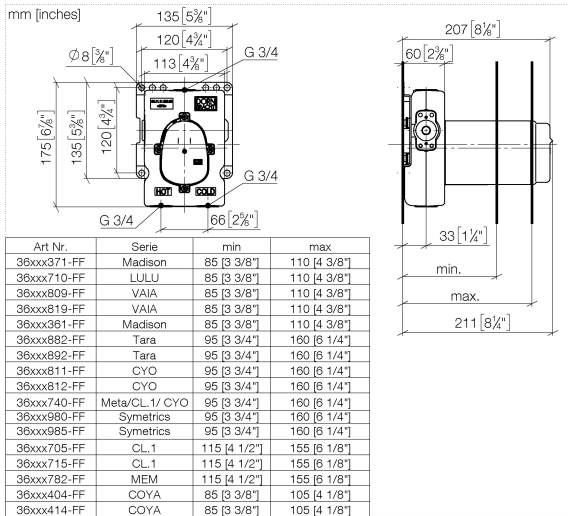 mm [inches]
135 [5⅜"]
120 [4¾"]
113 [4⅜"]
Ø 8 [⅜"]
G 3/4
175 [6⅞"]
135 [5⅜"]
120 [4¾"]
HOT
COLD
G 3/4
G 3/4
66 [2⅝"]
207 [8⅛"]
60 [2⅜"]
33 [1¼"]
min.
max.
211 [8¼"]
Art Nr. Serie min max
36xxx371-FF Madison 85 [3 3/8"] 110 [4 3/8"]
36xxx710-FF LULU 85 [3 3/8"] 110 [4 3/8"]
36xxx809-FF VAIA 85 [3 3/8"] 110 [4 3/8"]
36xxx819-FF VAIA 85 [3 3/8"] 110 [4 3/8"]
36xxx361-FF Madison 85 [3 3/8"] 110 [4 3/8"]
36xxx882-FF Tara 95 [3 3/4"] 160 [6 1/4"]
36xxx892-FF Tara 95 [3 3/4"] 160 [6 1/4"]
36xxx811-FF CYO 95 [3 3/4"] 160 [6 1/4"]
36xxx812-FF CYO 95 [3 3/4"] 160 [6 1/4"]
36xxx740-FF Meta/CL.1/ CYO 95 [3 3/4"] 160 [6 1/4"]
36xxx980-FF Symetrics 95 [3 3/4"] 160 [6 1/4"]
36xxx985-FF Symetrics 95 [3 3/4"] 160 [6 1/4"]
36xxx705-FF CL.1 115 [4 1/2"] 155 [6 1/8"]
36xxx715-FF CL.1 115 [4 1/2"] 155 [6 1/8"]
36xxx782-FF MEM 115 [4 1/2"] 155 [6 1/8"]
36xxx404-FF COYA 85 [3 3/8"] 105 [4 1/8"]
36xxx414-FF COYA 85 [3 3/8"] 105 [4 1/8"]